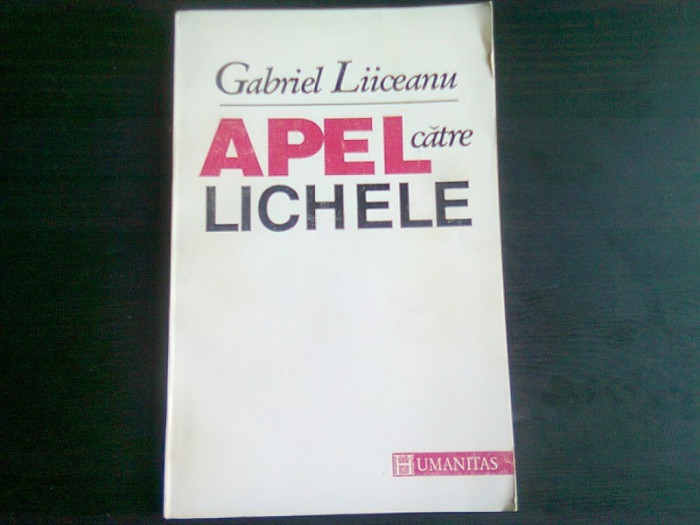 Gabriel Liiceanu
APEL către
LICHELE
HUMANITAS